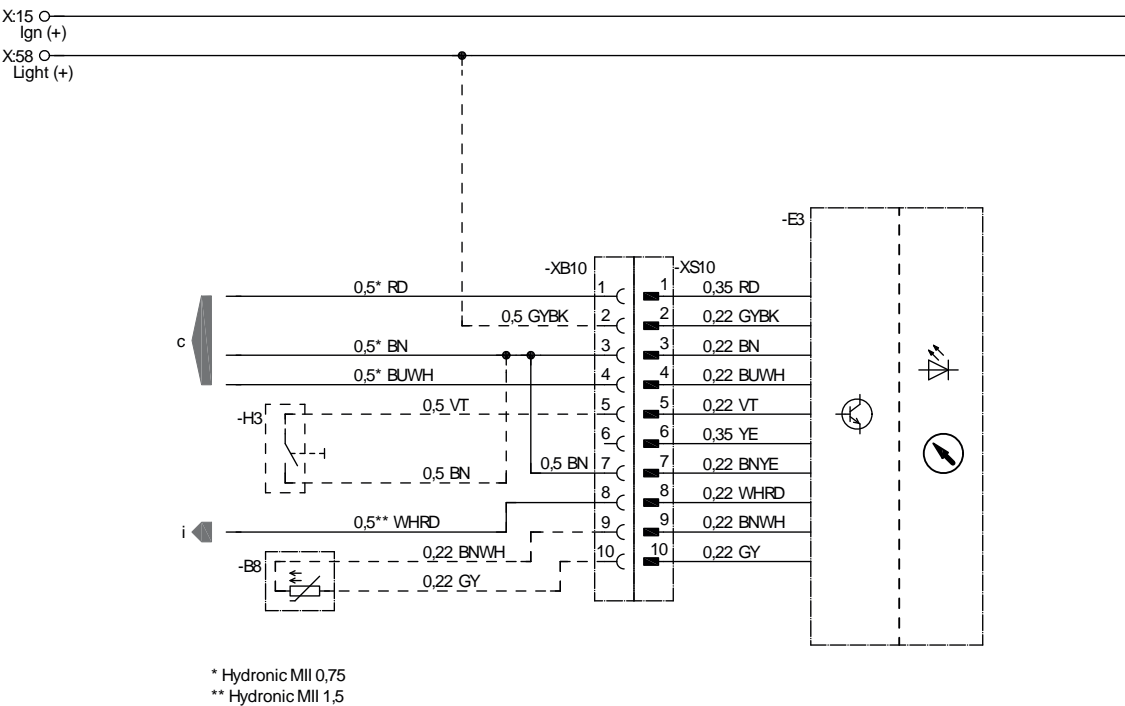 X:15
Ign (+)
X:58
Light (+)
-E3
-XB10
-XS10
0,5* RD
1
1
0,35 RD
0,5 GYBK
2
2
0,22 GYBK
c
0,5* BN
3
3
0,22 BN
0,5* BUWH
4
4
0,22 BUWH
-H3
0,5 VT
5
5
0,22 VT
6
6
0,35 YE
0,5 BN
0,5 BN
7
7
0,22 BNYE
8
8
0,22 WHRD
i
0,5** WHRD
9
9
0,22 BNWH
-B8
0,22 BNWH
10
10
0,22 GY
0,22 GY
* Hydronic MII 0,75
** Hydronic MII 1,5